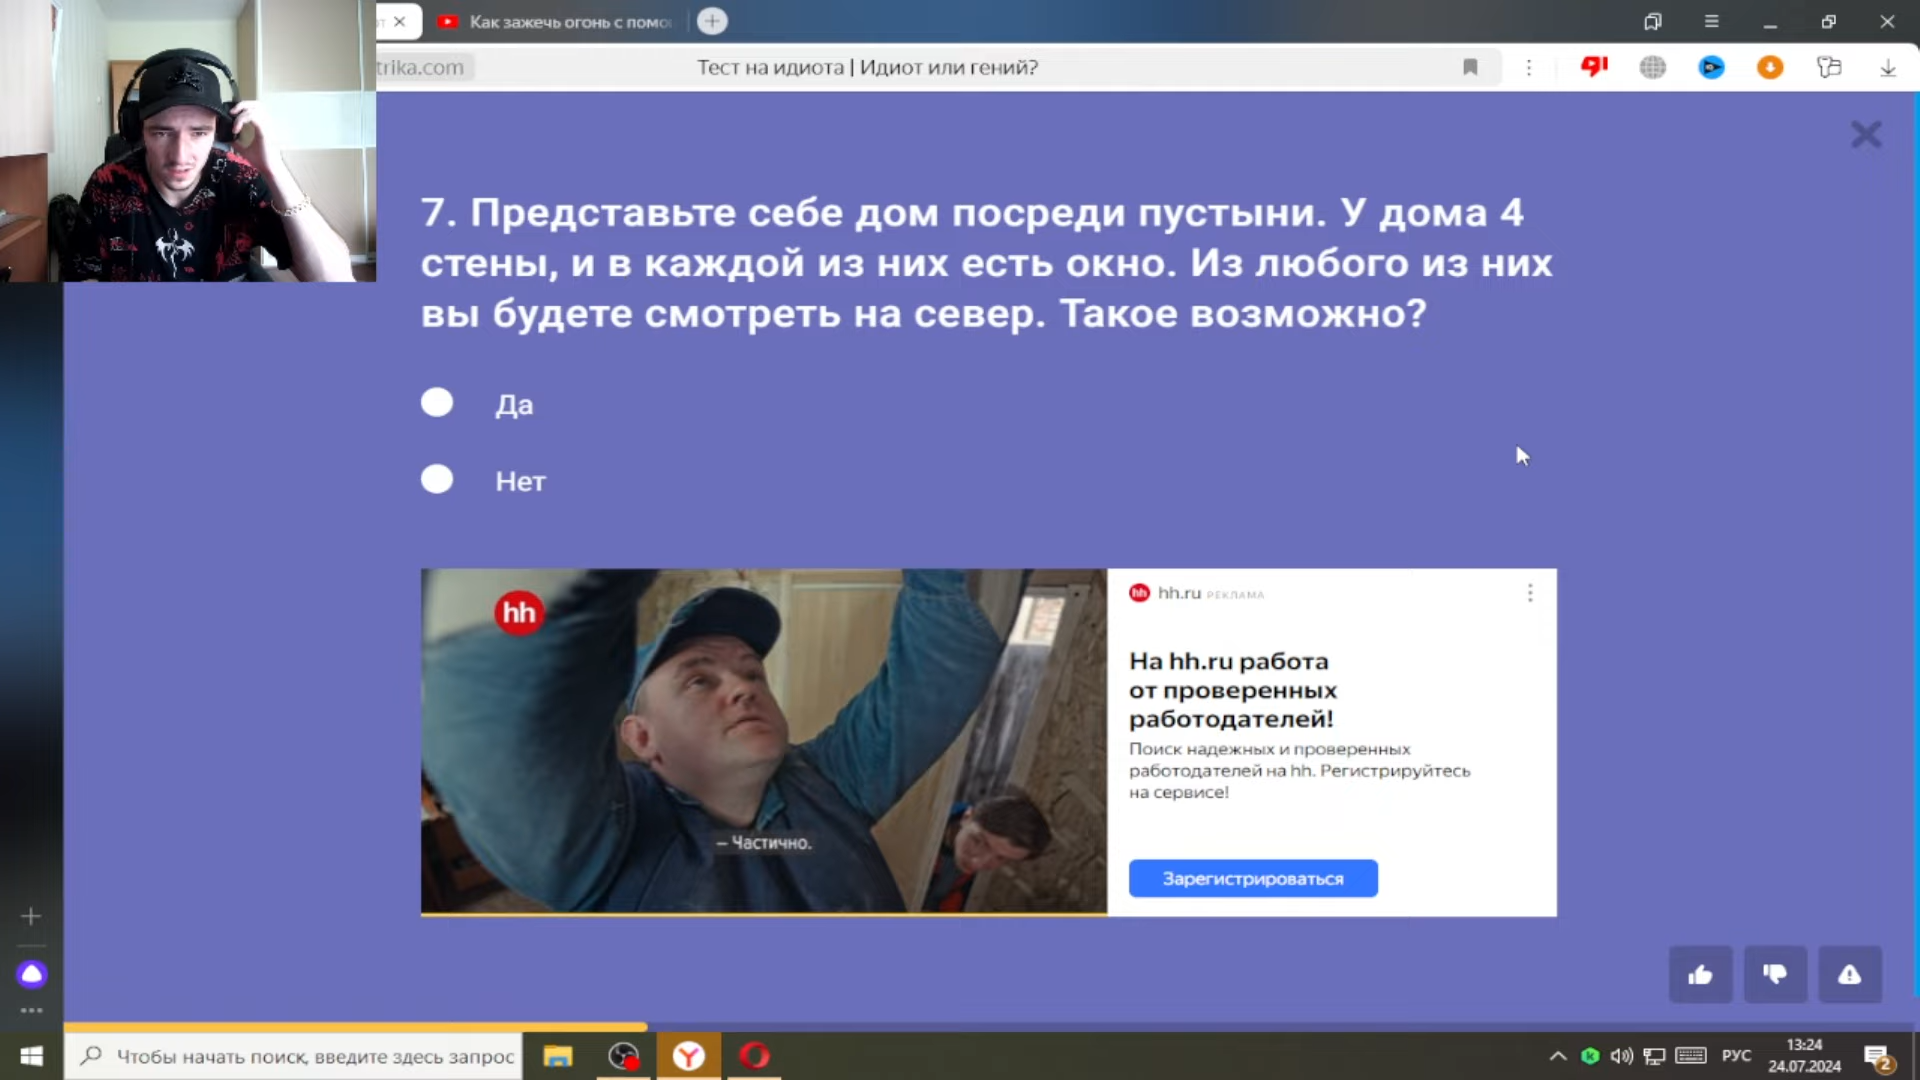 Как зажечь огонь с помо
trika.com
Тест на идиота | Идиот или гений?
7. Представьте себе дом посреди пустыни. У дома 4
стены, и в каждой из них есть окно. Из любого из них
вы будете смотреть на север. Такое возможно?
Да
Нет
hh
– Частично.
hh hh.ru РЕКЛАМА
На hh.ru работа
от проверенных
работодателей!
Поиск надежных и проверенных
работодателей на hh. Регистрируйтесь
на сервисе!
Зарегистрироваться
Чтобы начать поиск, введите здесь запрос
РУС
13:24
24.07.2024
2